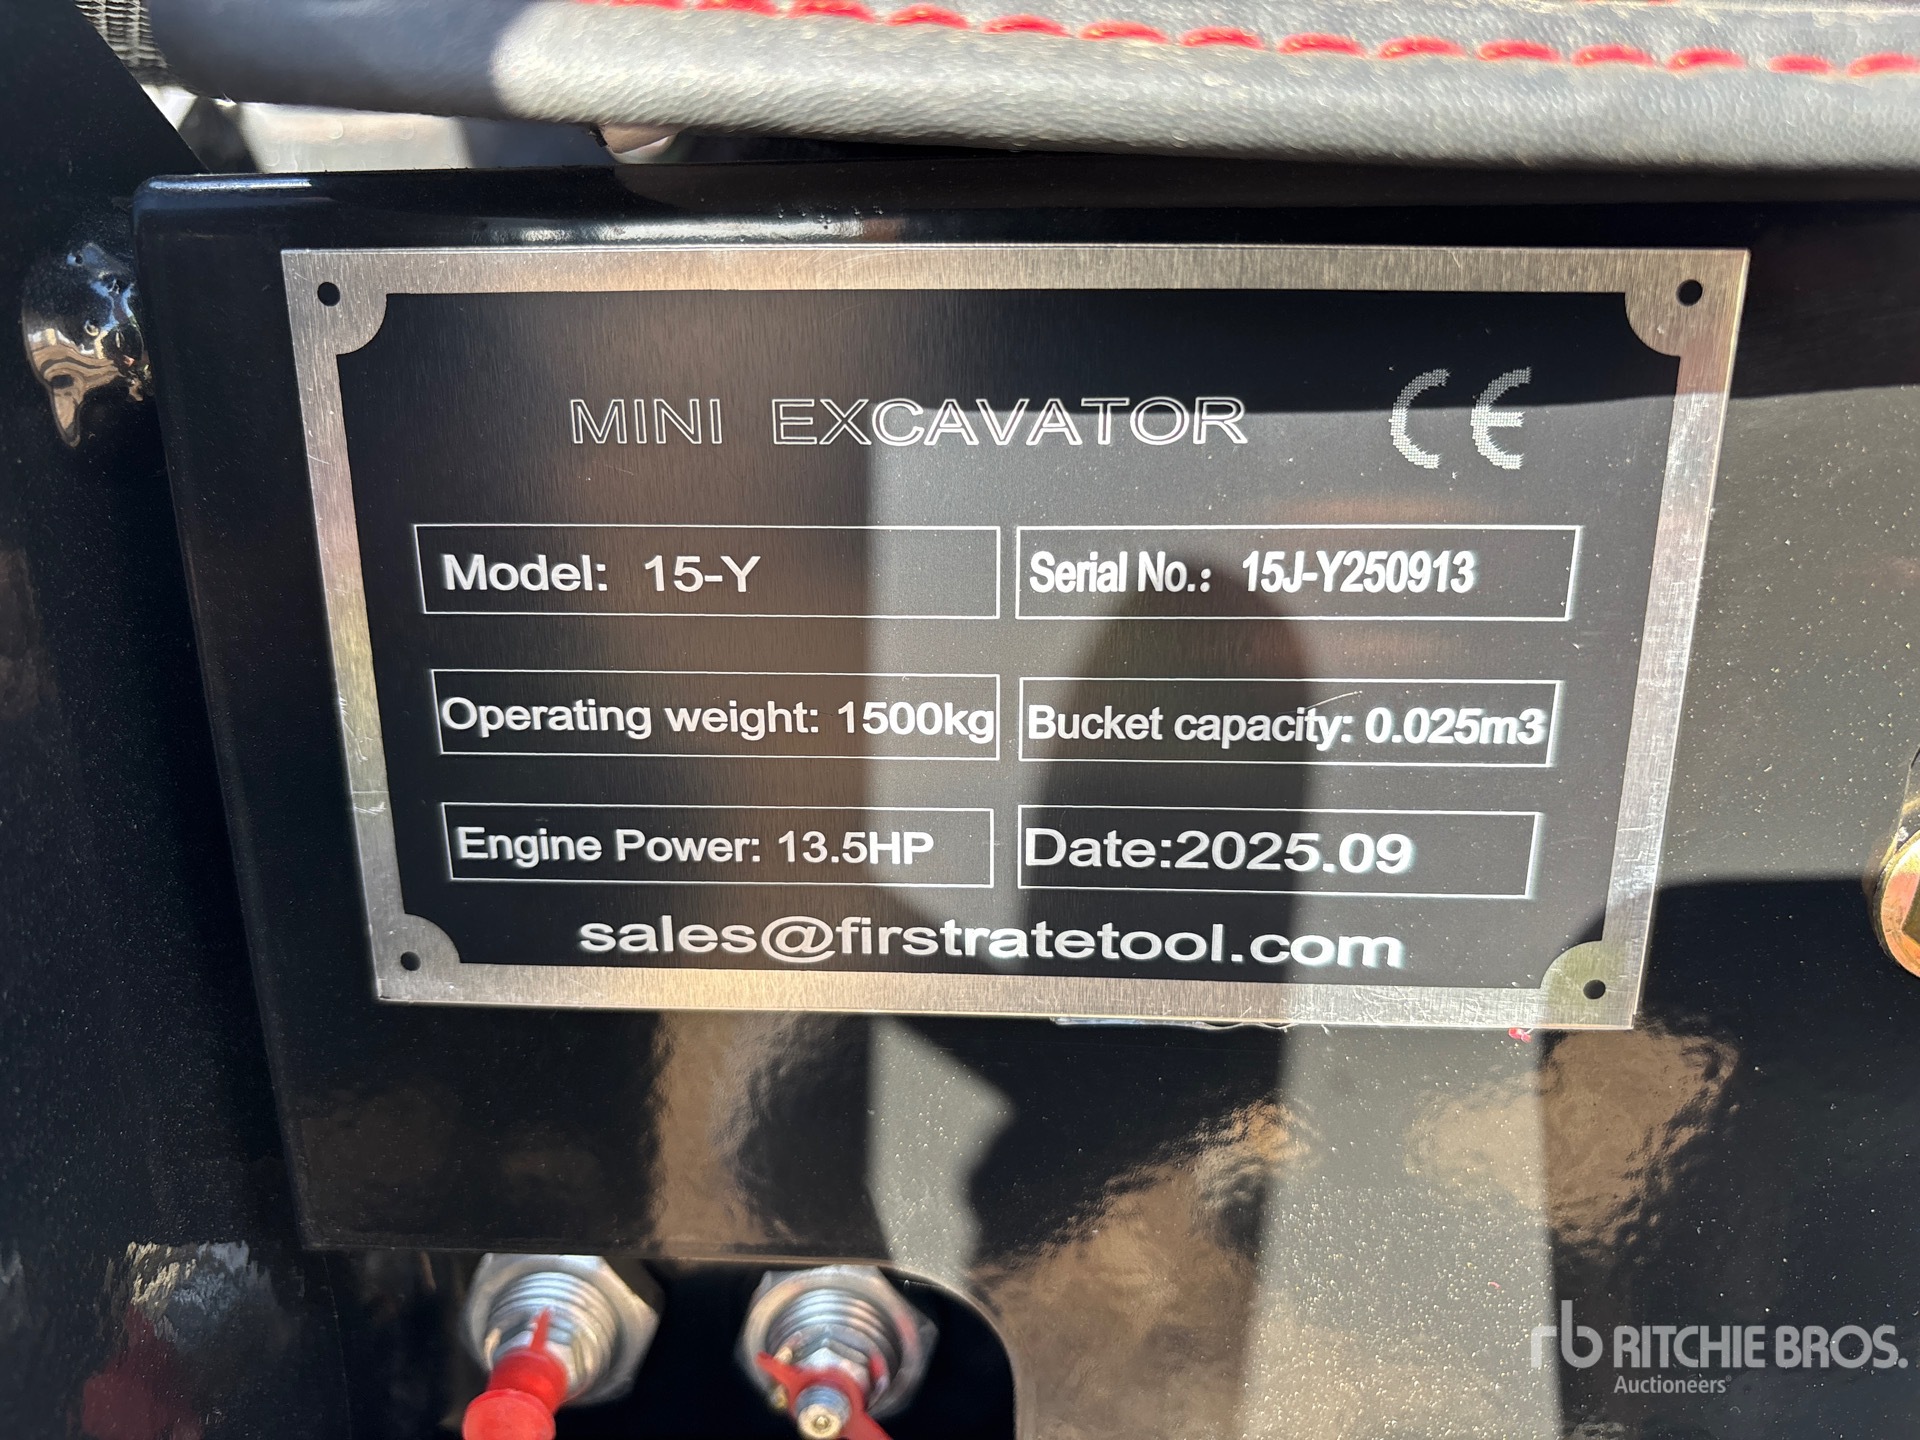 MINI EXCAVATOR CE
Model: 15-Y
Serial No.: 15J-Y250913
Operating weight: 1500kg
Bucket capacity: 0.025m3
Engine Power: 13.5HP
Date:2025.09
sales@firstratetool.com
rb RITCHIE BROS.
Auctioneers